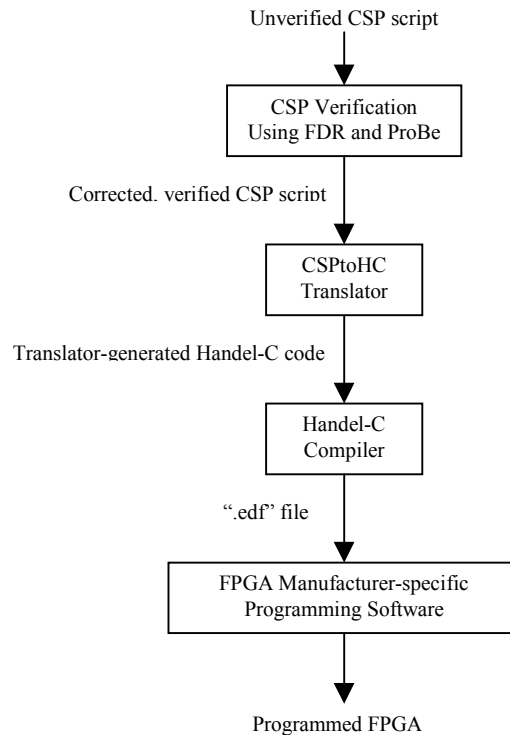 Unverified CSP script
CSP Verification
Using FDR and ProBe
Corrected, verified CSP script
CSPtoHC
Translator
Translator-generated Handel-C code
Handel-C
Compiler
“.edf” file
FPGA Manufacturer-specific
Programming Software
Programmed FPGA